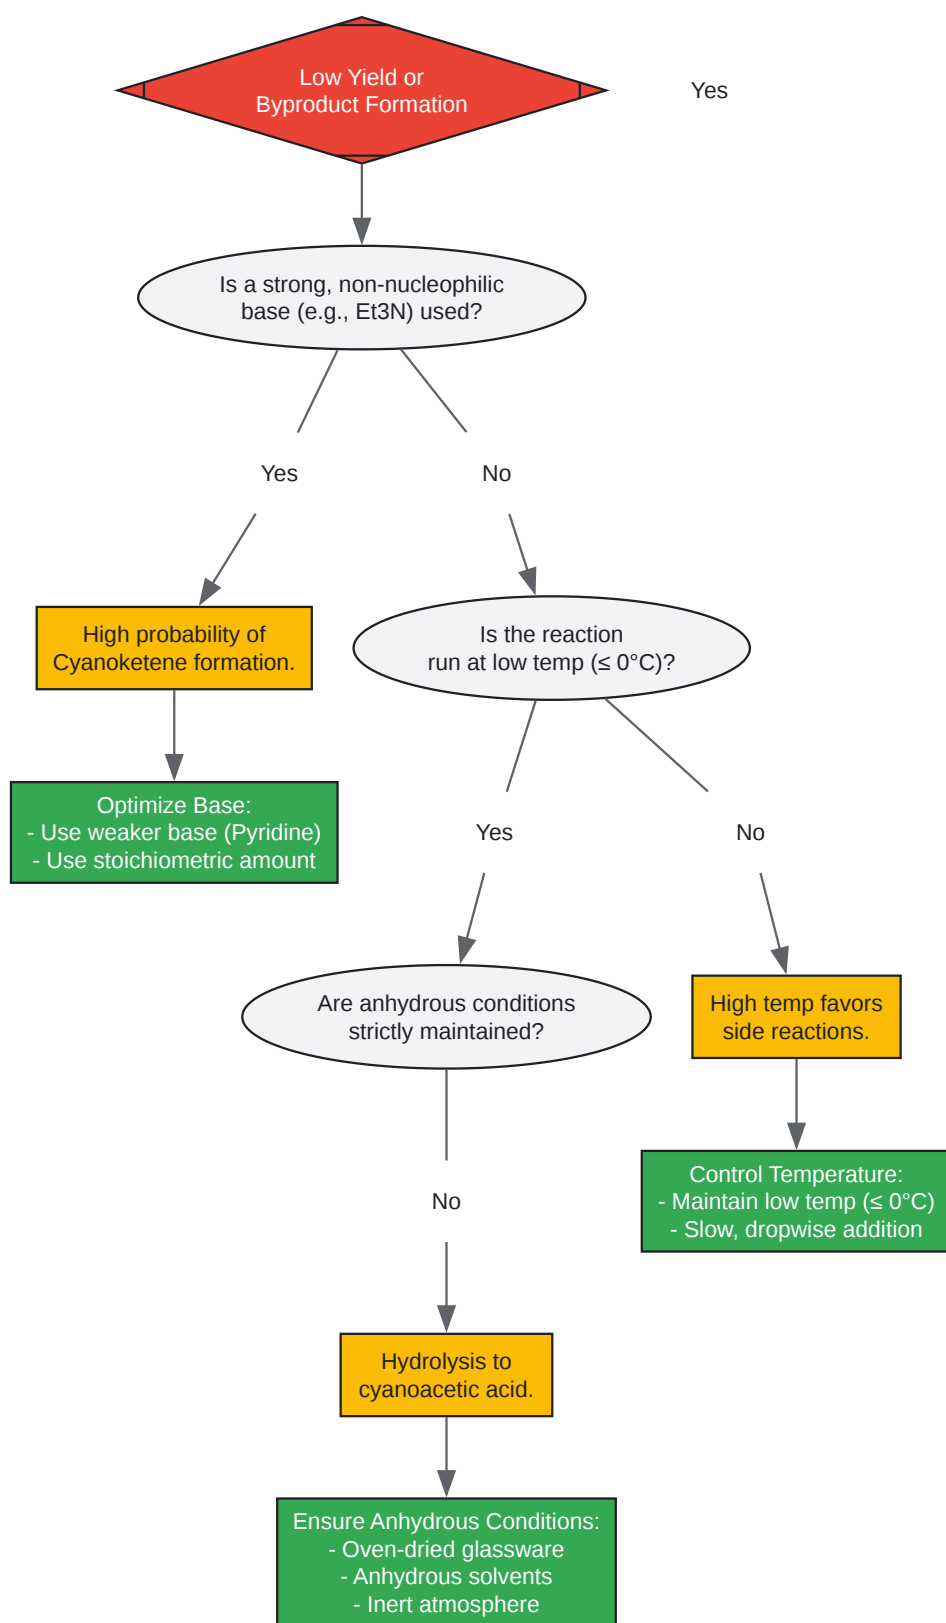 Low Yield or
Byproduct Formation
Yes
Is a strong, non-nucleophilic
base (e.g., Et3N) used?
Yes
No
High probability of
Cyanoketene formation.
Is the reaction
run at low temp (≤ 0°C)?
Optimize Base:
- Use weaker base (Pyridine)
- Use stoichiometric amount
Yes
No
Are anhydrous conditions
strictly maintained?
High temp favors
side reactions.
Control Temperature:
- Maintain low temp (≤ 0°C)
- Slow, dropwise addition
No
Hydrolysis to
cyanoacetic acid.
Ensure Anhydrous Conditions:
- Oven-dried glassware
- Anhydrous solvents
- Inert atmosphere